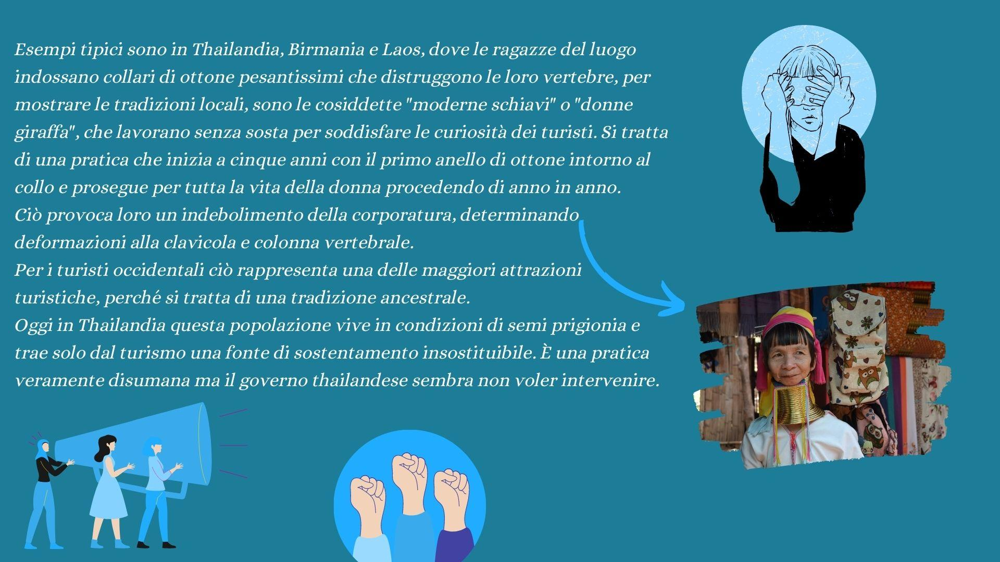 Esempi tipici sono in Thailandia, Birmania e Laos, dove le ragazze del luogo
indossano collari di ottone pesantissimi che distruggono le loro vertebre, per
mostrare le tradizioni locali, sono le cosiddette "moderne schiavi" o "donne
giraffa", che lavorano senza sosta per soddisfare le curiosità dei turisti. Si tratta
di una pratica che inizia a cinque anni con il primo anello di ottone intorno al
collo e prosegue per tutta la vita della donna procedendo di anno in anno.
Ciò provoca loro un indebolimento della corporatura, determinando
deformazioni alla clavicola e colonna vertebrale.
Per i turisti occidentali ciò rappresenta una delle maggiori attrazioni
turistiche, perché si tratta di una tradizione ancestrale.
Oggi in Thailandia questa popolazione vive in condizioni di semi prigionia e
trae solo dal turismo una fonte di sostentamento insostituibile. È una pratica
veramente disumana ma il governo thailandese sembra non voler intervenire.